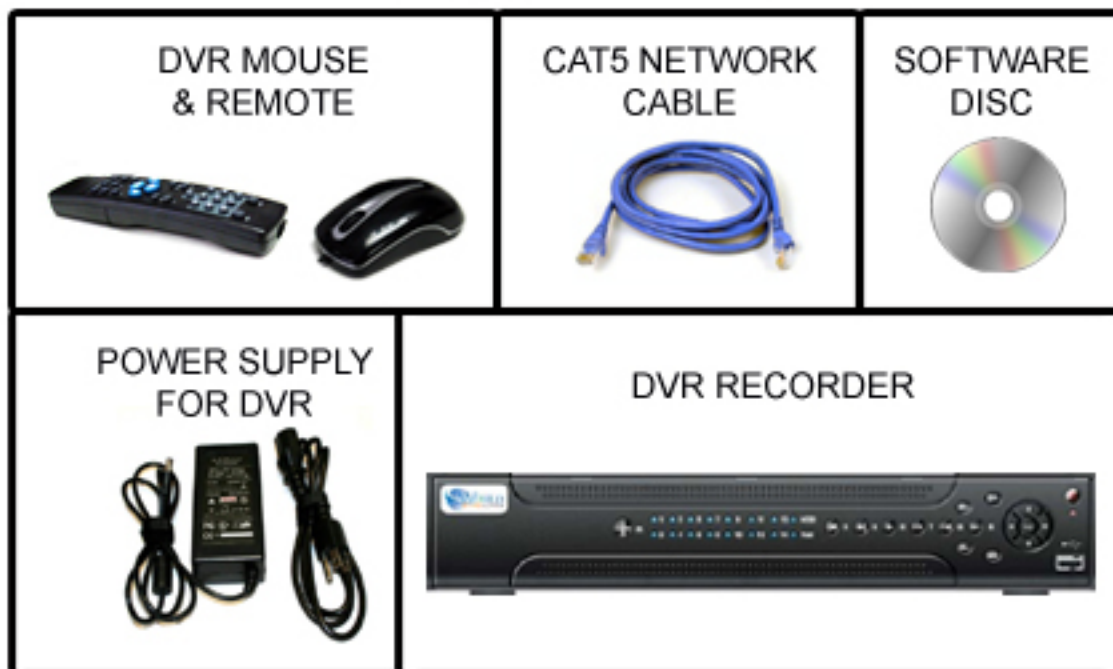 DVR MOUSE
& REMOTE
CAT5 NETWORK
CABLE
SOFTWARE
DISC
POWER SUPPLY
FOR DVR
DVR RECORDER